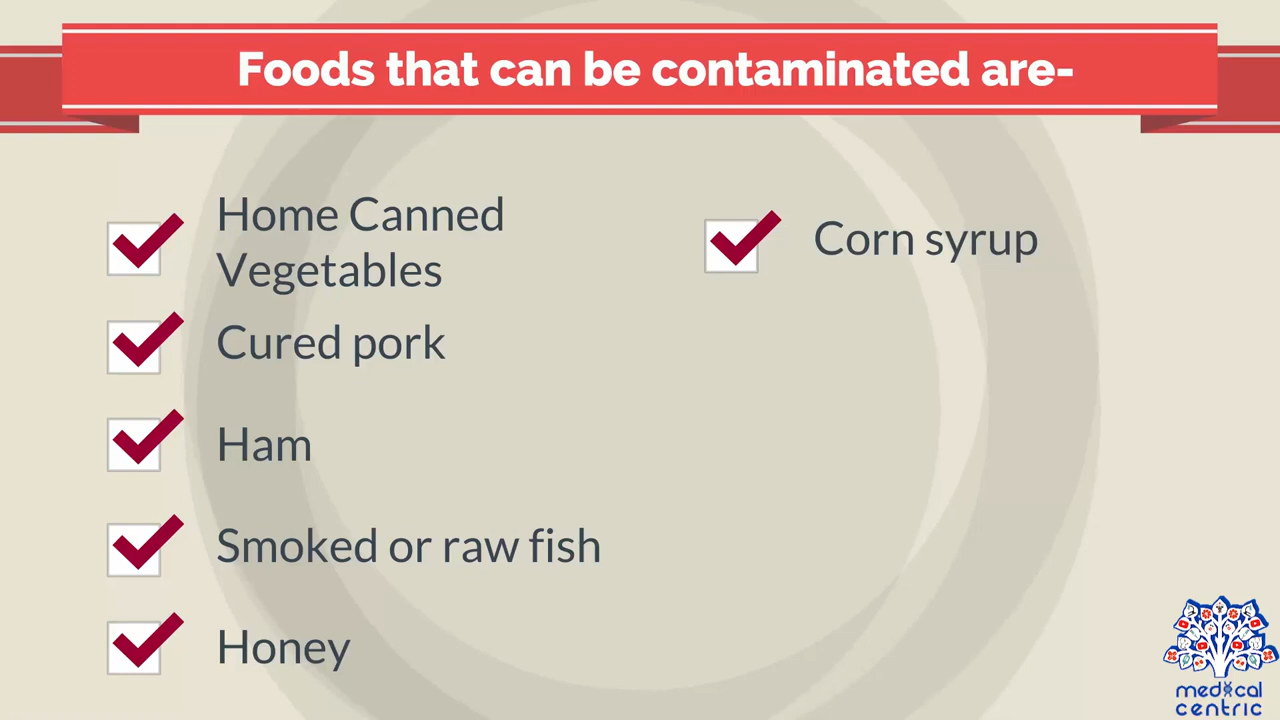 Foods that can be contaminated are-
Home Canned
Vegetables
Cured pork
Ham
Smoked or raw fish
Honey
Corn syrup
medical
centric